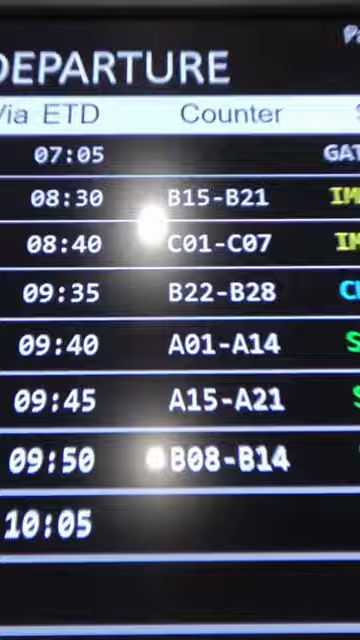 DEPARTURE
Via ETD Counter
07:05
08:30 B15-B21
08:40 C01-C07
09:35 B22-B28
09:40 A01-A14
09:45 A15-A21
09:50 B08-B14
10:05